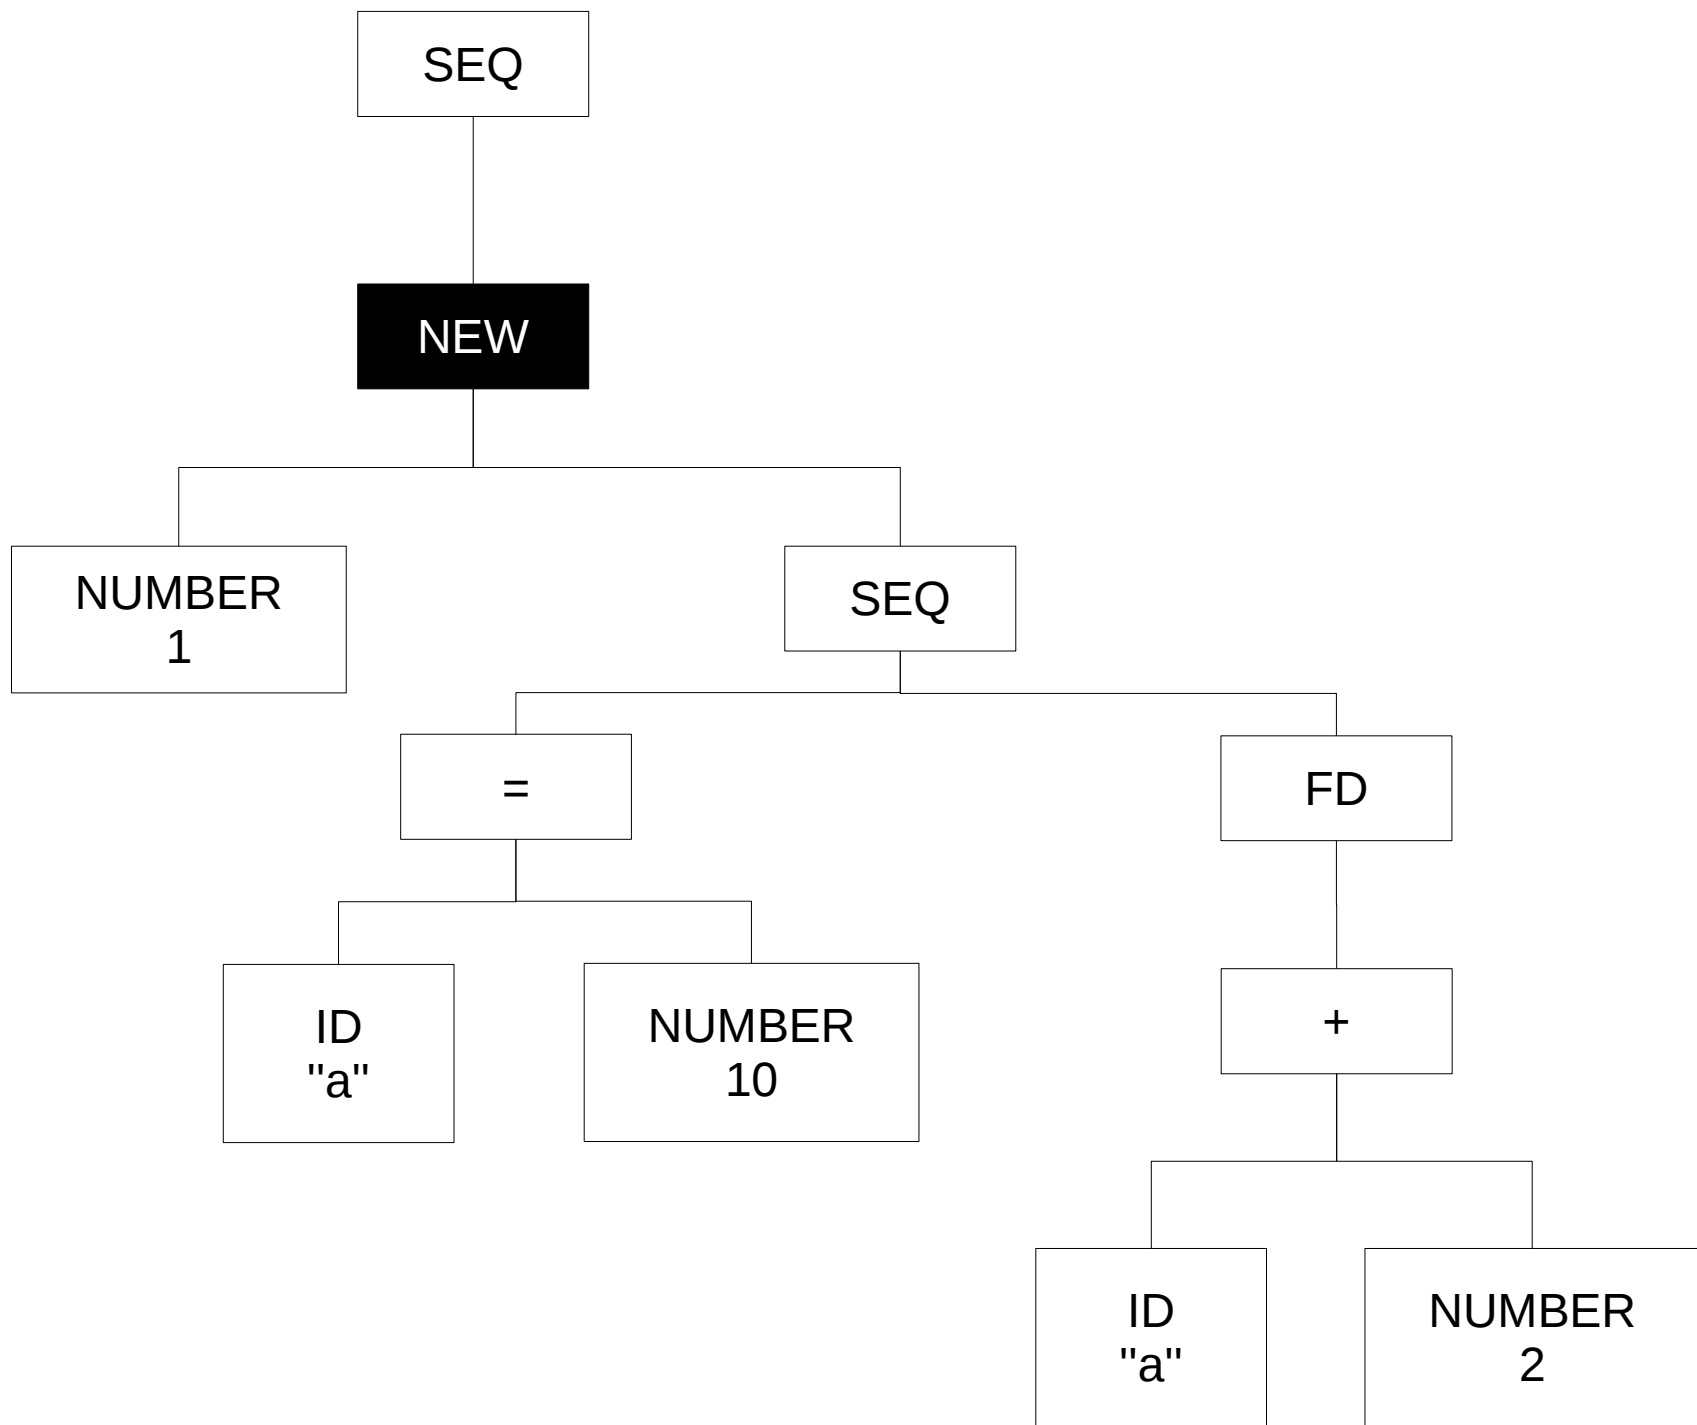 SEQ
NEW
NUMBER
1
SEQ
=
FD
ID
"a"
NUMBER
10
+
ID
"a"
NUMBER
2